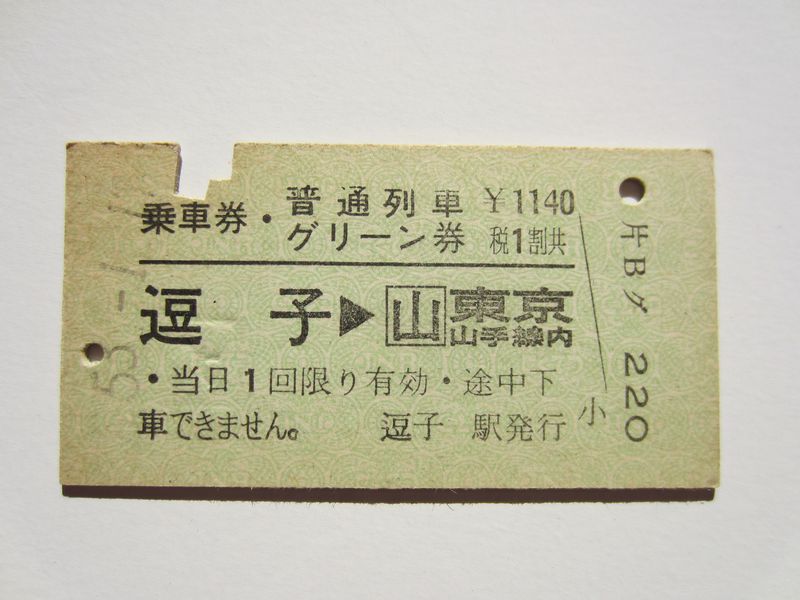 乗車券・普通列車 ¥1140
グリーン券 税1割共
逗子▶山東京
山手線内
・当日1回限り有効・途中下
車できません。 逗子 駅発行
小
Bグ 220